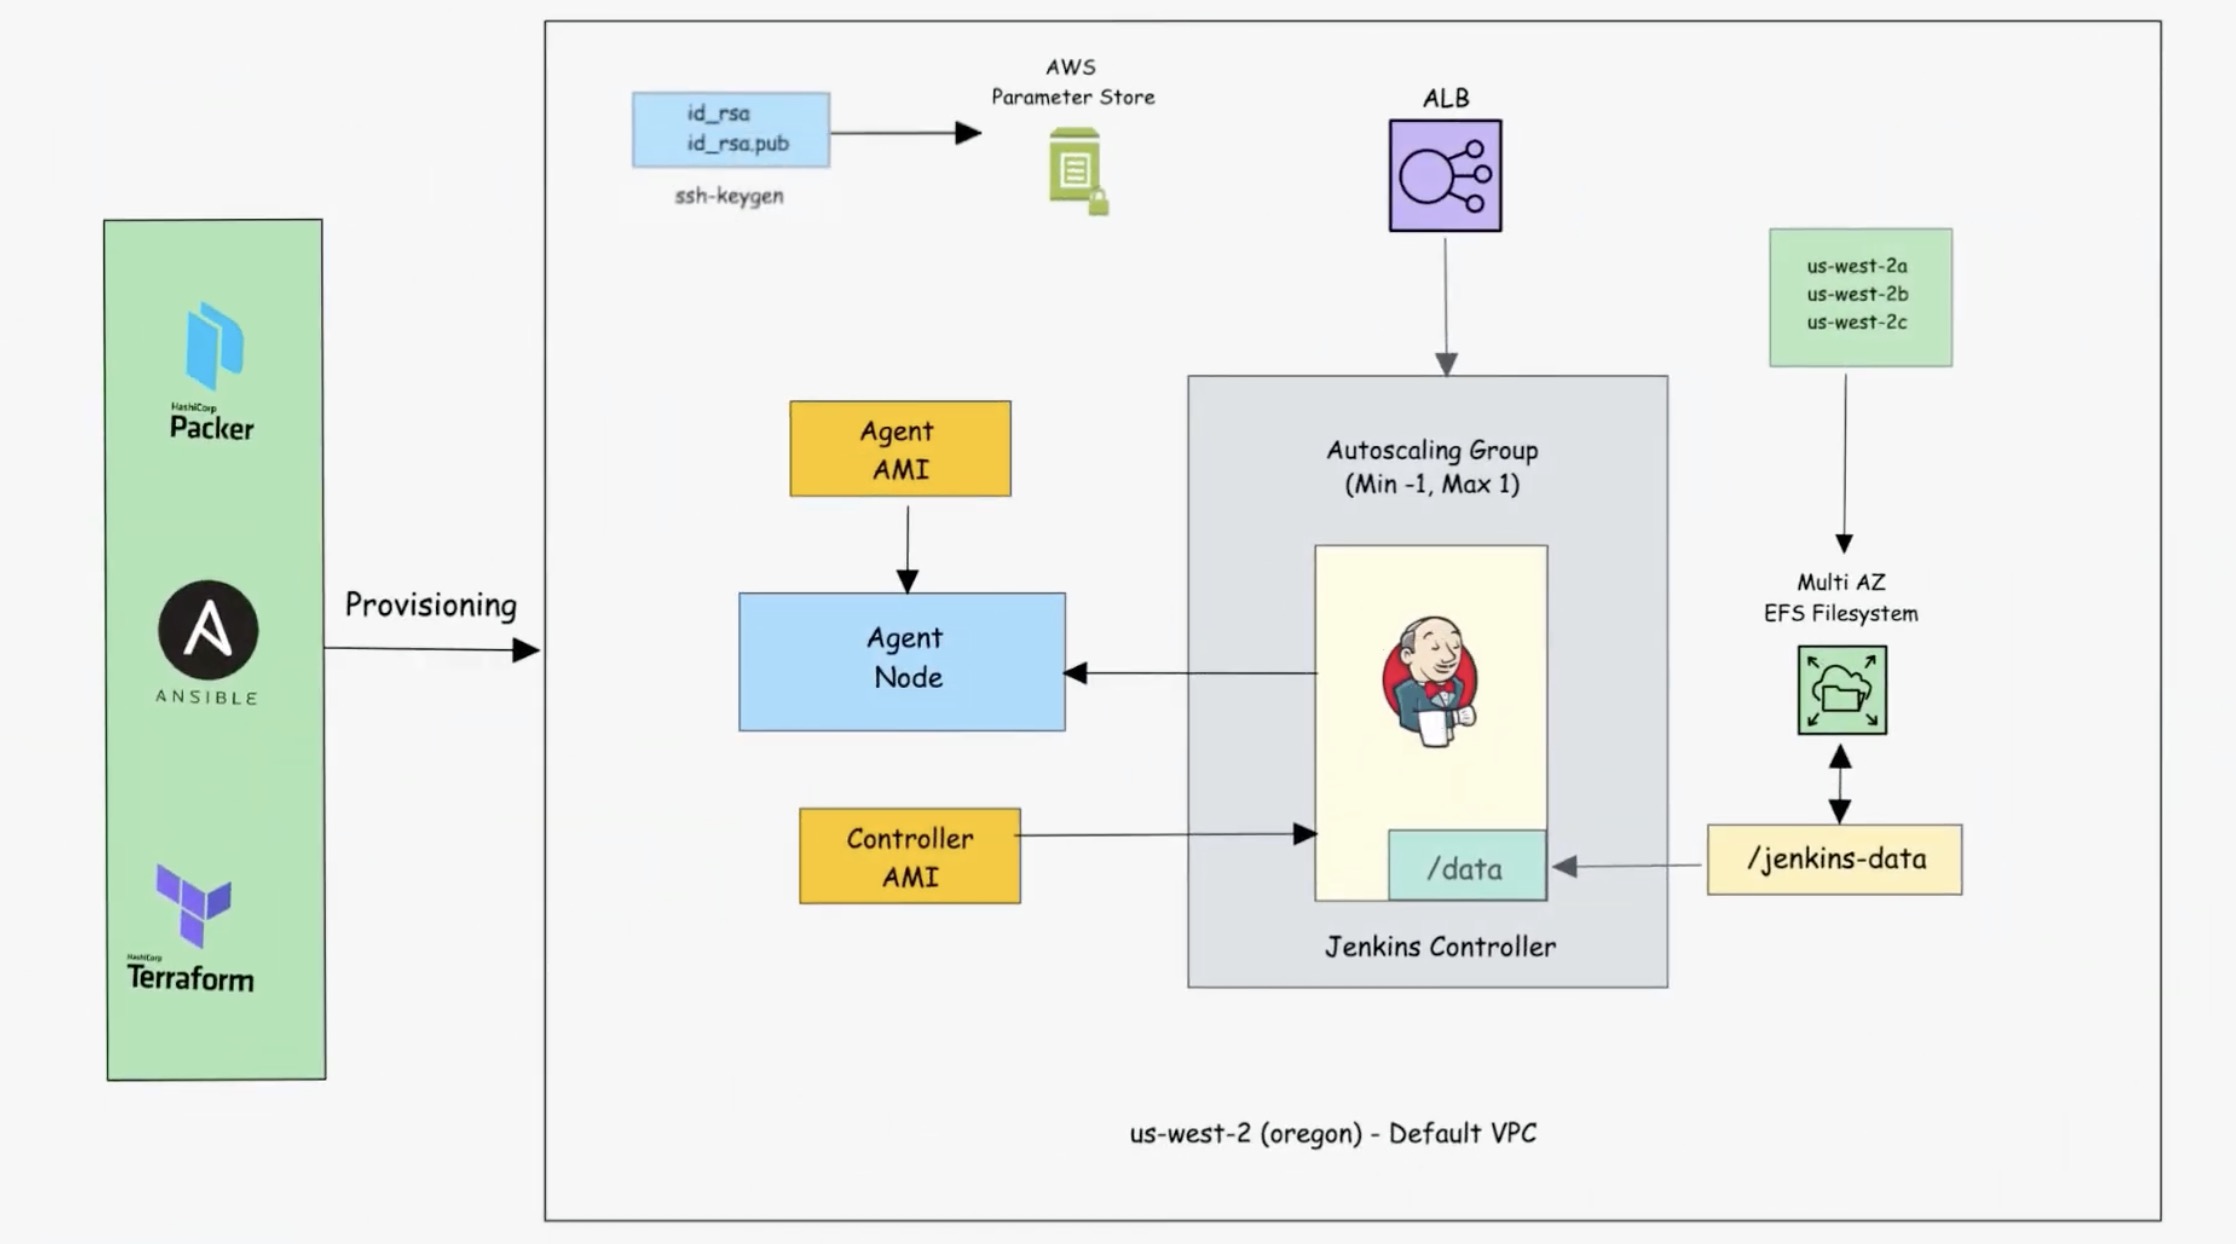 AWS
Parameter Store
id_rsa
id_rsa.pub
ssh-keygen
ALB
us-west-2a
us-west-2b
us-west-2c
HashiCorp
Packer
Agent
AMI
Autoscaling Group
(Min -1, Max 1)
Provisioning
ANSIBLE
Agent
Node
Multi AZ
EFS Filesystem
Controller
AMI
/data
/jenkins-data
Jenkins Controller
HashiCorp
Terraform
us-west-2 (oregon) - Default VPC